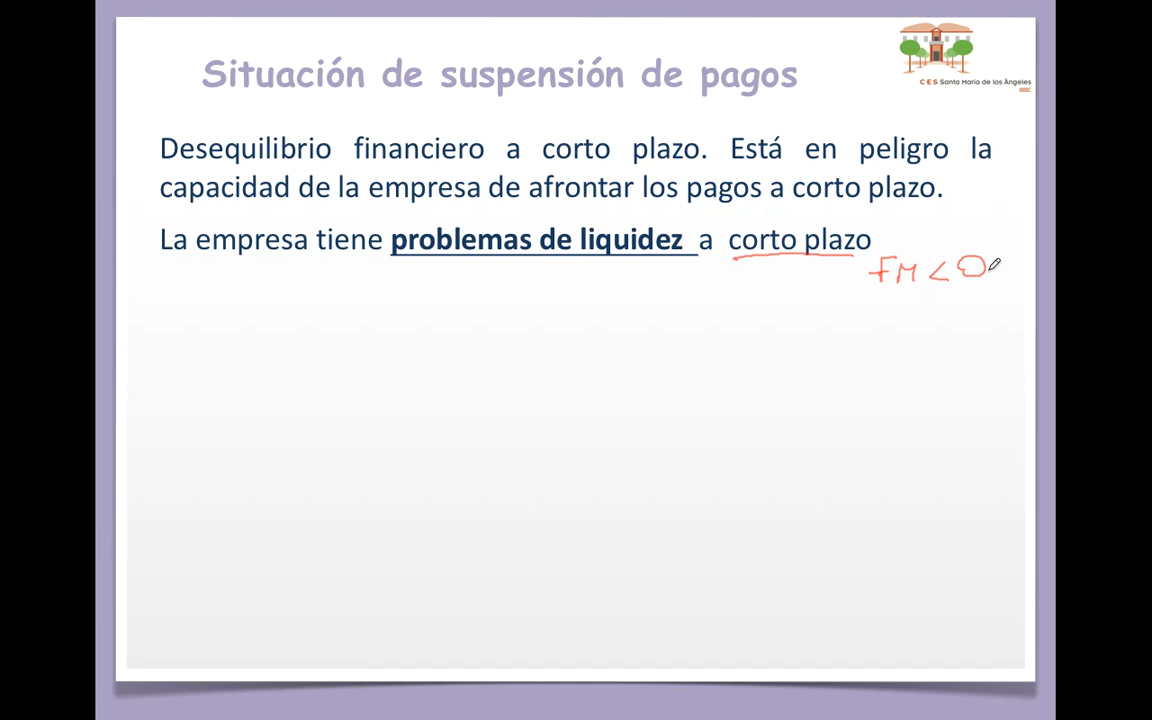 Situación de suspensión de pagos
C E S Santa María de los Ángeles
Desequilibrio financiero a corto plazo. Está en peligro la
capacidad de la empresa de afrontar los pagos a corto plazo.
La empresa tiene problemas de liquidez a corto plazo
FM < 0